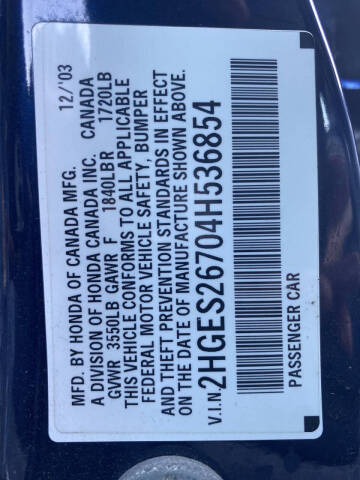 MFD. BY HONDA OF CANADA MFG. 12/'03
A DIVISION OF HONDA CANADA INC. CANADA
GVWR 3550LB GAWR F 1840LBR 1720LB
THIS VEHICLE CONFORMS TO ALL APPLICABLE
FEDERAL MOTOR VEHICLE SAFETY, BUMPER
AND THEFT PREVENTION STANDARDS IN EFFECT
ON THE DATE OF MANUFACTURE SHOWN ABOVE.
V.I.N. 2HGES26704H536854
PASSENGER CAR